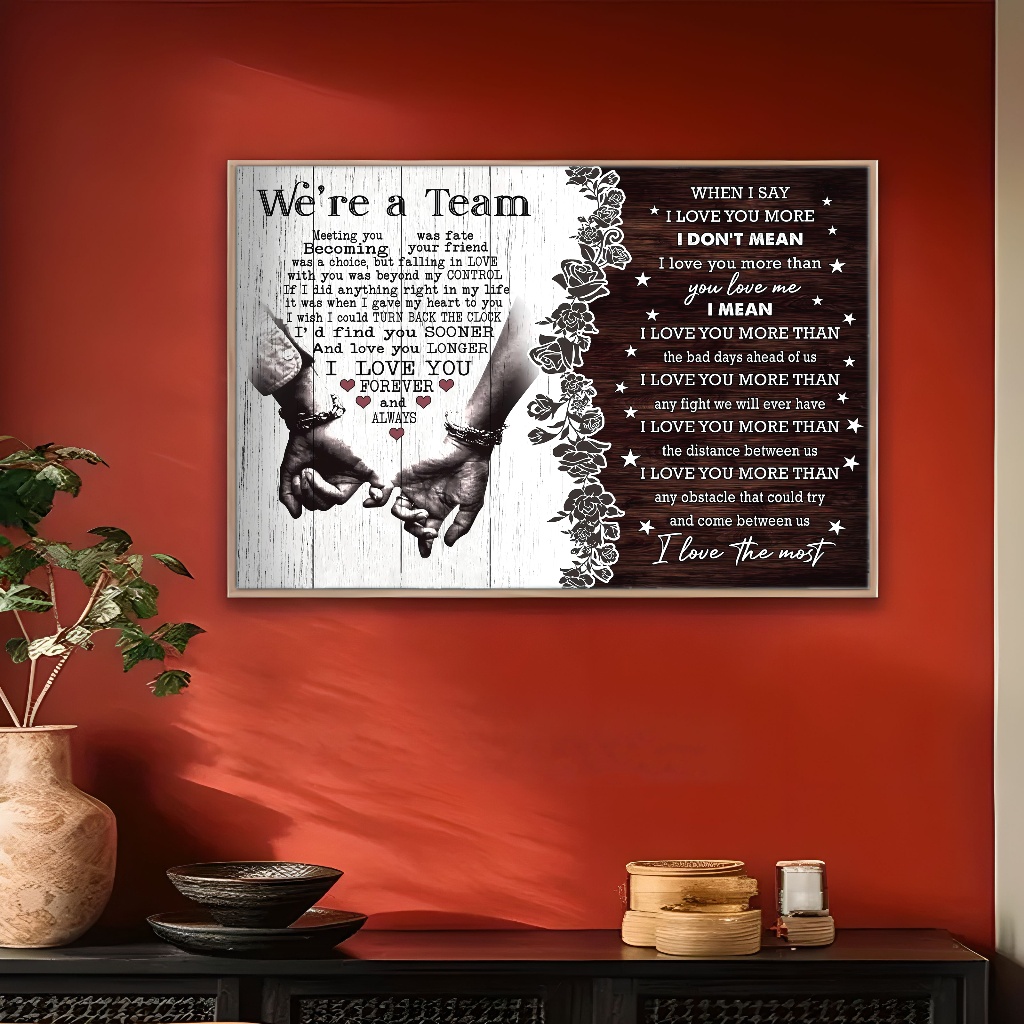 We're a Team
Meeting you was fate
Becoming your friend
was a choice, but falling in LOVE
with you was beyond my CONTROL
If I did anything right in my life
it was when I gave my heart to you
I wish I could TURN BACK THE CLOCK
I'd find you SOONER
And love you LONGER
I LOVE YOU
FOREVER
and
ALWAYS
WHEN I SAY
I LOVE YOU MORE
I DON'T MEAN
I love you more than
you love me
I MEAN
I LOVE YOU MORE THAN
the bad days ahead of us
I LOVE YOU MORE THAN
any fight we will ever have
I LOVE YOU MORE THAN
the distance between us
I LOVE YOU MORE THAN
any obstacle that could try
and come between us
I love the most